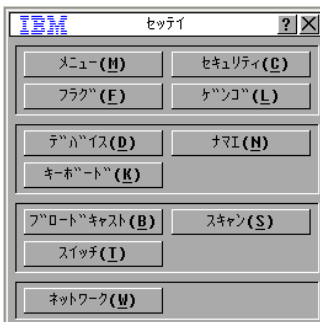 IBM セッテイ ? X
メニュー(M) セキュリティ(C)
フラグ(F) ゲンゴ(L)
デバイス(D) ナマエ(N)
キーボード(K)
ブロードキャスト(B) スキャン(S)
スイッチ(T)
ネットワーク(W)